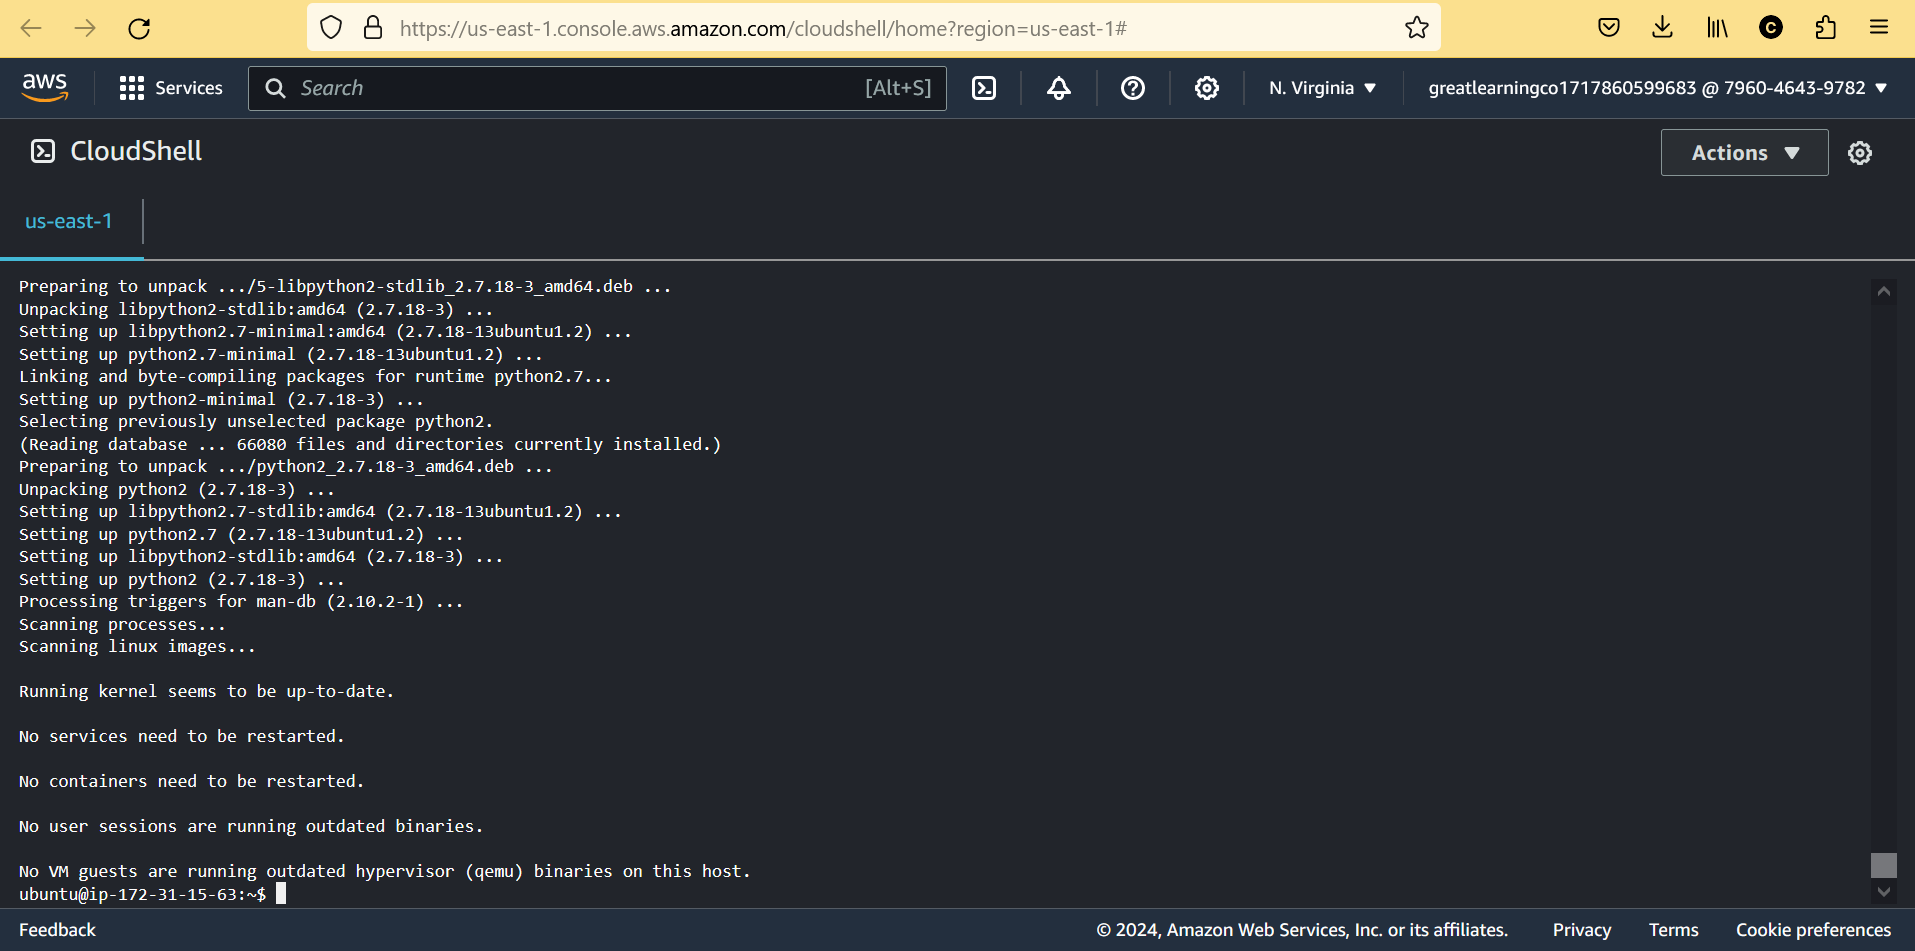 https://us-east-1.console.aws.amazon.com/cloudshell/home?region=us-east-1#
aws
Services
Search
[Alt+S]
N. Virginia
greatlearningco1717860599683 @ 7960-4643-9782
CloudShell
Actions
us-east-1
Preparing to unpack .../5-libpython2-stdlib_2.7.18-3_amd64.deb ...
Unpacking libpython2-stdlib:amd64 (2.7.18-3) ...
Setting up libpython2.7-minimal:amd64 (2.7.18-13ubuntu1.2) ...
Setting up python2.7-minimal (2.7.18-13ubuntu1.2) ...
Linking and byte-compiling packages for runtime python2.7...
Setting up python2-minimal (2.7.18-3) ...
Selecting previously unselected package python2.
(Reading database ... 66080 files and directories currently installed.)
Preparing to unpack .../python2_2.7.18-3_amd64.deb ...
Unpacking python2 (2.7.18-3) ...
Setting up libpython2.7-stdlib:amd64 (2.7.18-13ubuntu1.2) ...
Setting up python2.7 (2.7.18-13ubuntu1.2) ...
Setting up libpython2-stdlib:amd64 (2.7.18-3) ...
Setting up python2 (2.7.18-3) ...
Processing triggers for man-db (2.10.2-1) ...
Scanning processes...
Scanning linux images...
Running kernel seems to be up-to-date.
No services need to be restarted.
No containers need to be restarted.
No user sessions are running outdated binaries.
No VM guests are running outdated hypervisor (qemu) binaries on this host.
ubuntu@ip-172-31-15-63:~$
Feedback
© 2024, Amazon Web Services, Inc. or its affiliates.
Privacy
Terms
Cookie preferences